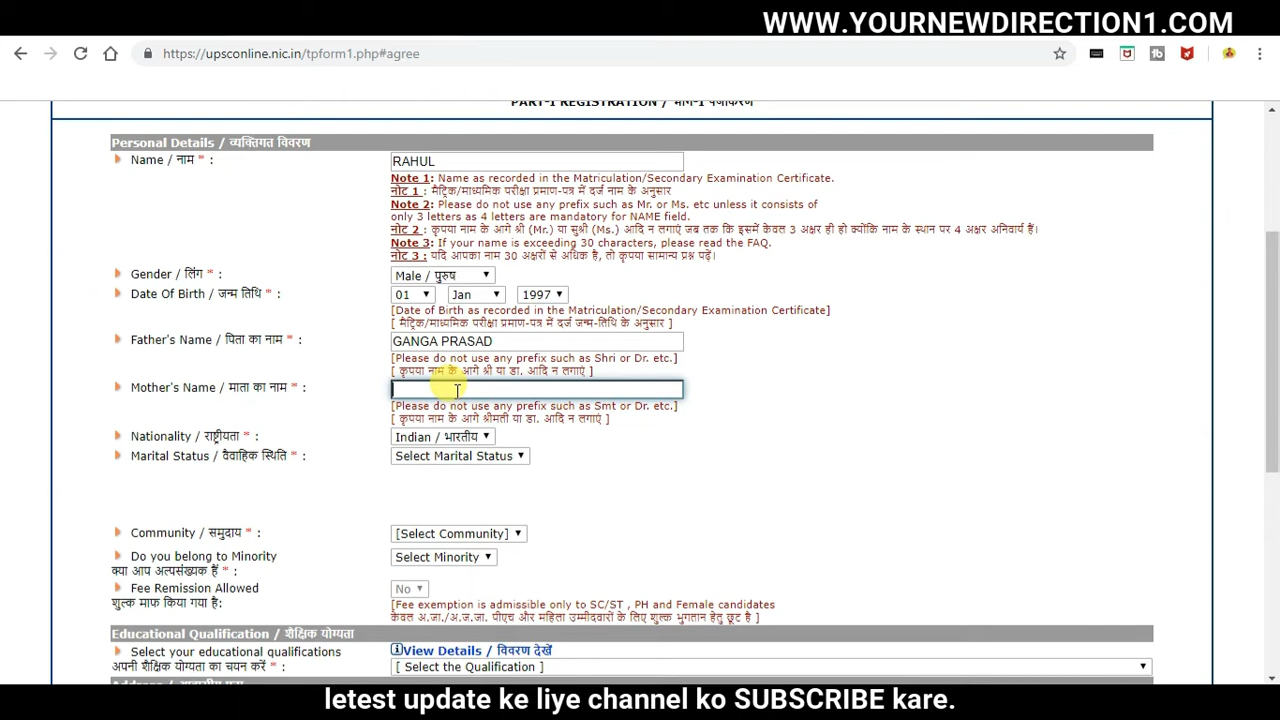 WWW.YOURNEWDIRECTION1.COM
https://upsconline.nic.in/tpform1.php#agree
PART-I REGISTRATION / भाग-I पंजीकरण
Personal Details / व्यक्तिगत विवरण
Name / नाम * : RAHUL
Note 1: Name as recorded in the Matriculation/Secondary Examination Certificate.
नोट 1 : मैट्रिक/माध्यमिक परीक्षा प्रमाण-पत्र में दर्ज नाम के अनुसार
Note 2: Please do not use any prefix such as Mr. or Ms. etc unless it consists of
only 3 letters as 4 letters are mandatory for NAME field.
नोट 2 : कृपया नाम के आगे श्री (Mr.) या सुश्री (Ms.) आदि न लगाएं जब तक कि इसमें केवल 3 अक्षर ही हो क्योंकि नाम के स्थान पर 4 अक्षर अनिवार्य हैं।
Note 3: If your name is exceeding 30 characters, please read the FAQ.
नोट 3 : यदि आपका नाम 30 अक्षरों से अधिक है, तो कृपया सामान्य प्रश्न पढ़ें।
Gender / लिंग * : Male / पुरुष
Date Of Birth / जन्म तिथि * : 01 Jan 1997
[Date of Birth as recorded in the Matriculation/Secondary Examination Certificate]
[ मैट्रिक/माध्यमिक परीक्षा प्रमाण-पत्र में दर्ज जन्म-तिथि के अनुसार ]
Father's Name / पिता का नाम * : GANGA PRASAD
[Please do not use any prefix such as Shri or Dr. etc.]
[ कृपया नाम के आगे श्री या डा. आदि न लगाएं ]
Mother's Name / माता का नाम * :
[Please do not use any prefix such as Smt or Dr. etc.]
[ कृपया नाम के आगे श्रीमती या डा. आदि न लगाएं ]
Nationality / राष्ट्रीयता * : Indian / भारतीय
Marital Status / वैवाहिक स्थिति * : Select Marital Status
Community / समुदाय * : [Select Community]
Do you belong to Minority Select Minority
क्या आप अल्पसंख्यक हैं * :
Fee Remission Allowed No
शुल्क माफ किया गया है:
[Fee exemption is admissible only to SC/ST , PH and Female candidates
केवल अ.जा./अ.ज.जा. पीएच और महिला उम्मीदवारों के लिए शुल्क भुगतान हेतु छूट है ]
Educational Qualification / शैक्षिक योग्यता
Select your educational qualifications View Details / विवरण देखें
अपनी शैक्षिक योग्यता का चयन करें * : [ Select the Qualification ]
letest update ke liye channel ko SUBSCRIBE kare.